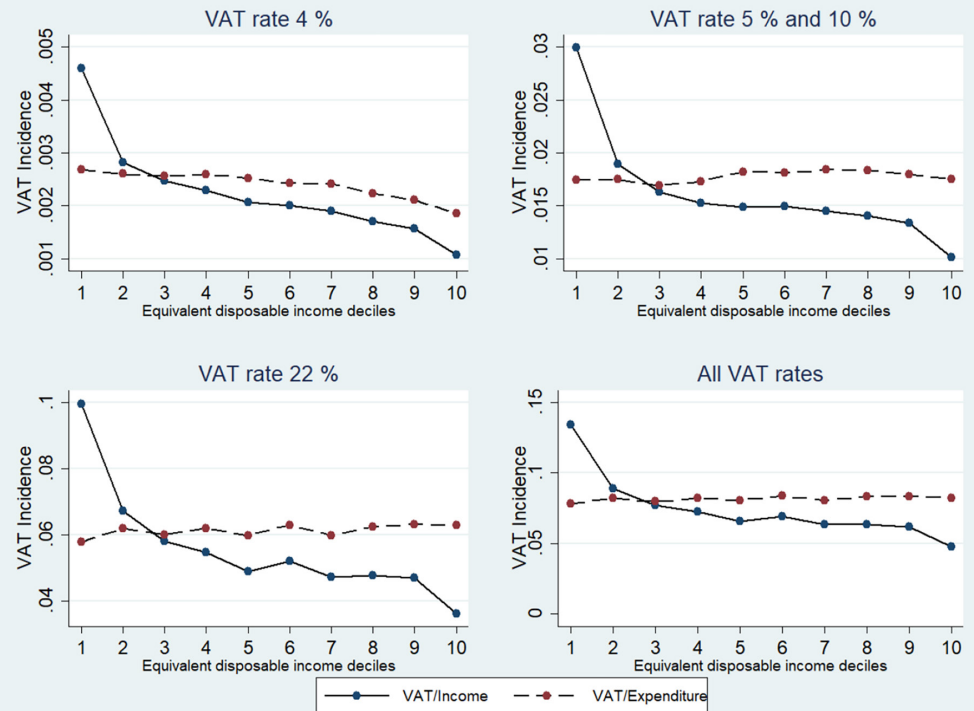 VAT rate 4 %
VAT Incidence
.005
.004
.003
.002
.001
1 2 3 4 5 6 7 8 9 10
Equivalent disposable income deciles
VAT rate 5 % and 10 %
VAT Incidence
.03
.025
.02
.015
.01
1 2 3 4 5 6 7 8 9 10
Equivalent disposable income deciles
VAT rate 22 %
VAT Incidence
.1
.08
.06
.04
1 2 3 4 5 6 7 8 9 10
Equivalent disposable income deciles
All VAT rates
VAT Incidence
.15
.1
.05
0
1 2 3 4 5 6 7 8 9 10
Equivalent disposable income deciles
VAT/Income VAT/Expenditure